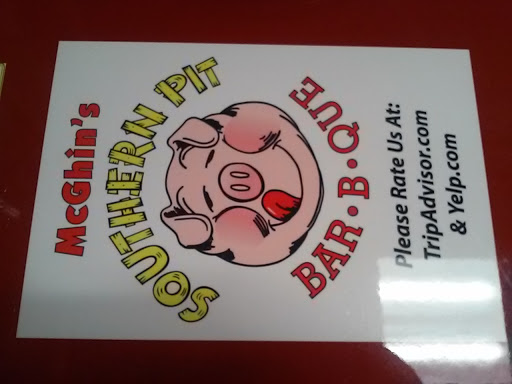 McGhin's
SOUTHERN PIT
BAR•B•QUE
Please Rate Us At:
TripAdvisor.com
& Yelp.com